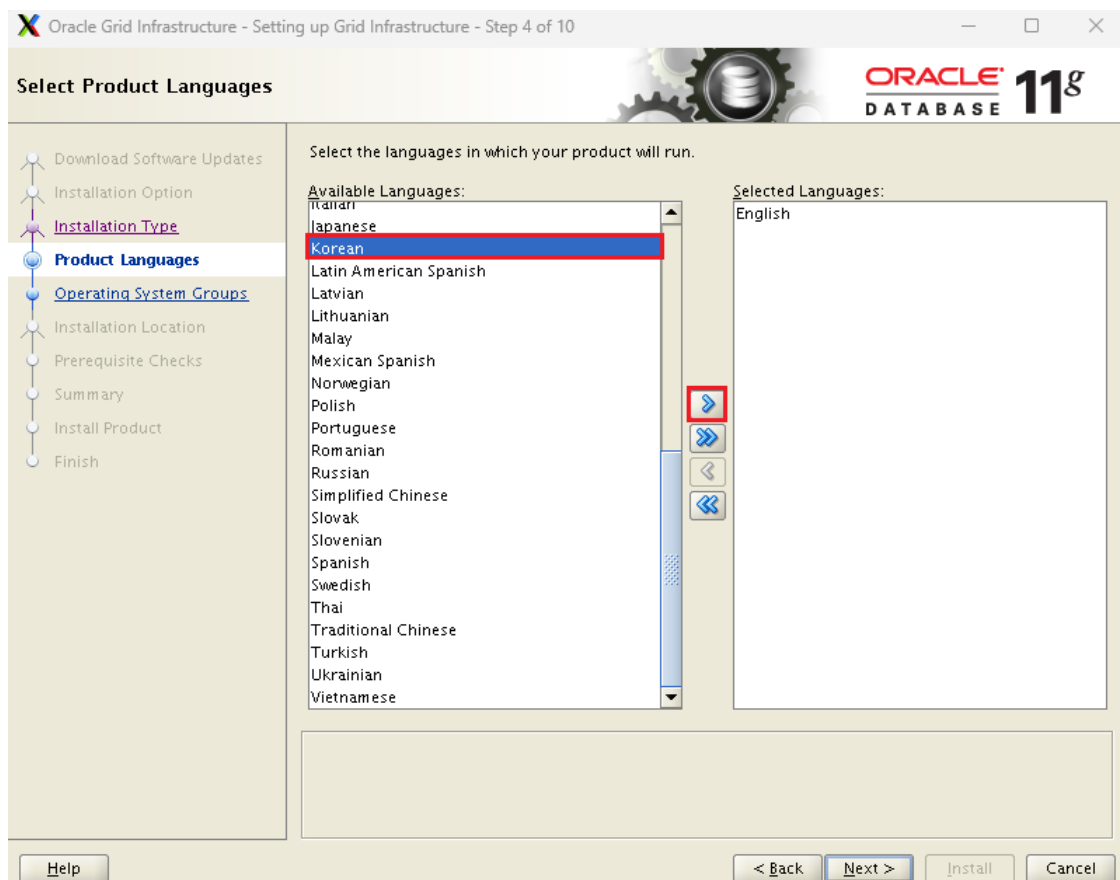 Oracle Grid Infrastructure - Setting up Grid Infrastructure - Step 4 of 10
Select Product Languages
ORACLE
DATABASE
11g
Download Software Updates
Installation Option
Installation Type
Product Languages
Operating System Groups
Installation Location
Prerequisite Checks
Summary
Install Product
Finish
Select the languages in which your product will run.
Available Languages:
Italian
Japanese
Korean
Latin American Spanish
Latvian
Lithuanian
Malay
Mexican Spanish
Norwegian
Polish
Portuguese
Romanian
Russian
Simplified Chinese
Slovak
Slovenian
Spanish
Swedish
Thai
Traditional Chinese
Turkish
Ukrainian
Vietnamese
Selected Languages:
English
Help
< Back
Next >
Install
Cancel